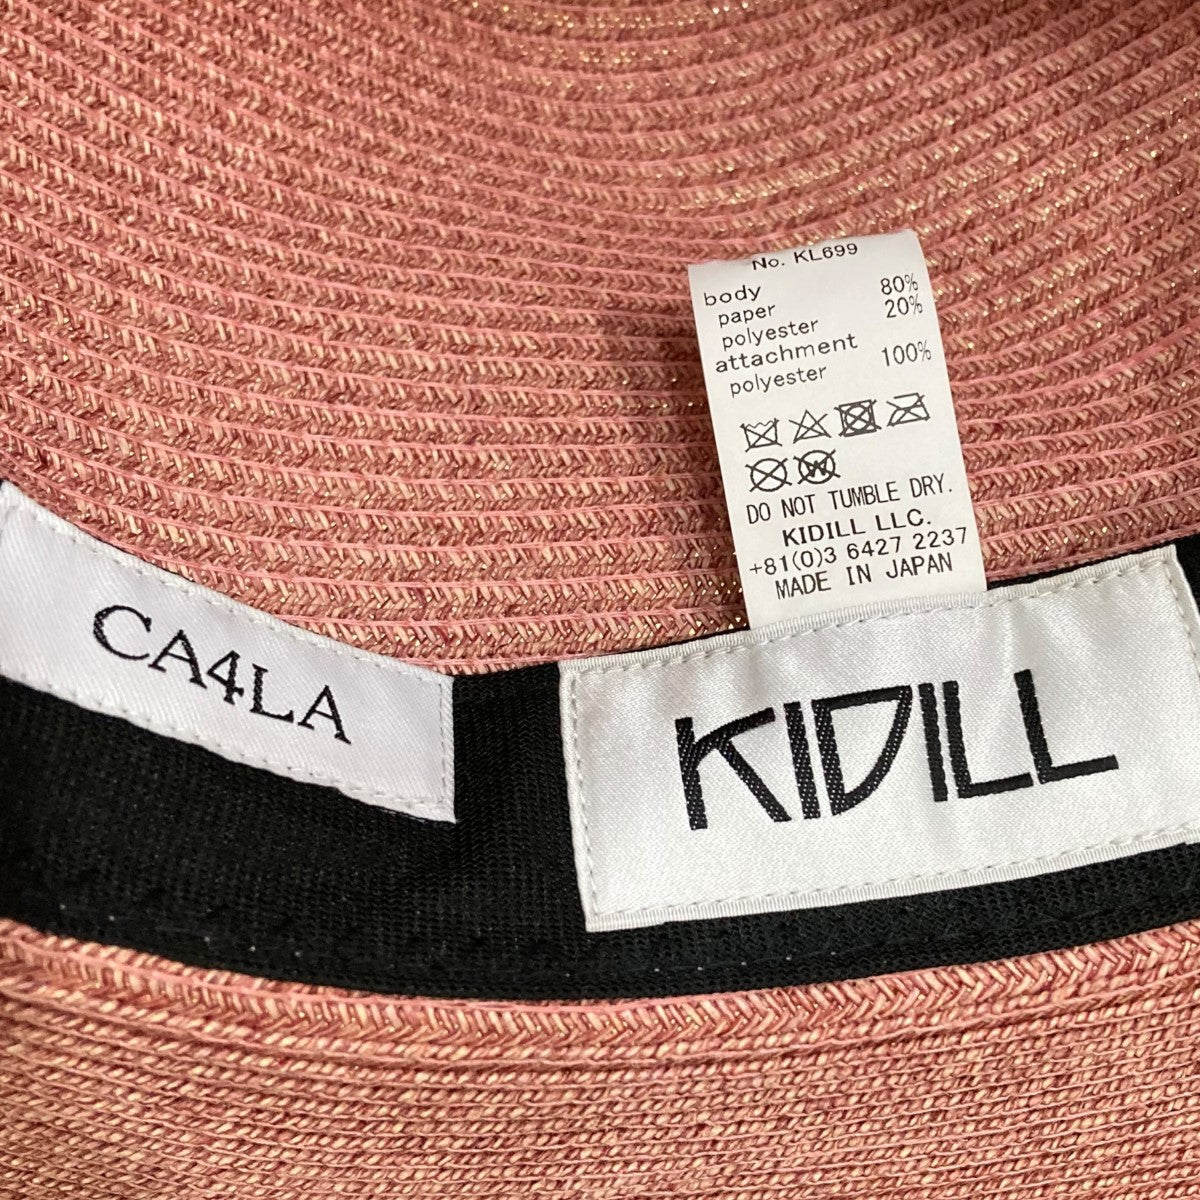 No. KL699
body
paper 80%
polyester 20%
attachment
polyester 100%
W
DO NOT TUMBLE DRY.
KIDILL LLC.
+81(0)3 6427 2237
MADE IN JAPAN
CA4LA
KIDILL